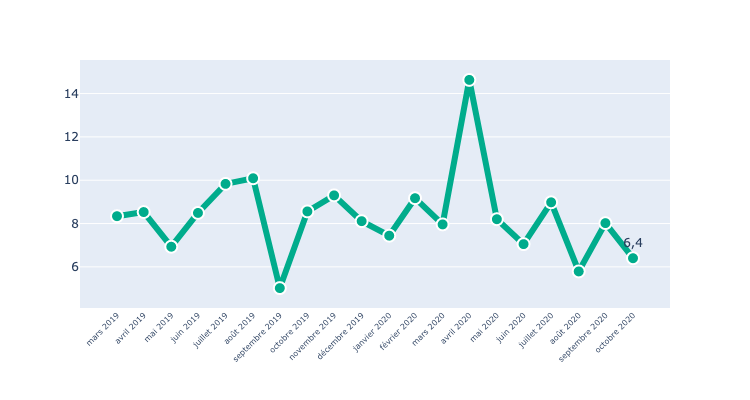 14
12
10
8
6
6,4
mars 2019
avril 2019
mai 2019
juin 2019
juillet 2019
août 2019
septembre 2019
octobre 2019
novembre 2019
décembre 2019
janvier 2020
février 2020
mars 2020
avril 2020
mai 2020
juin 2020
juillet 2020
août 2020
septembre 2020
octobre 2020